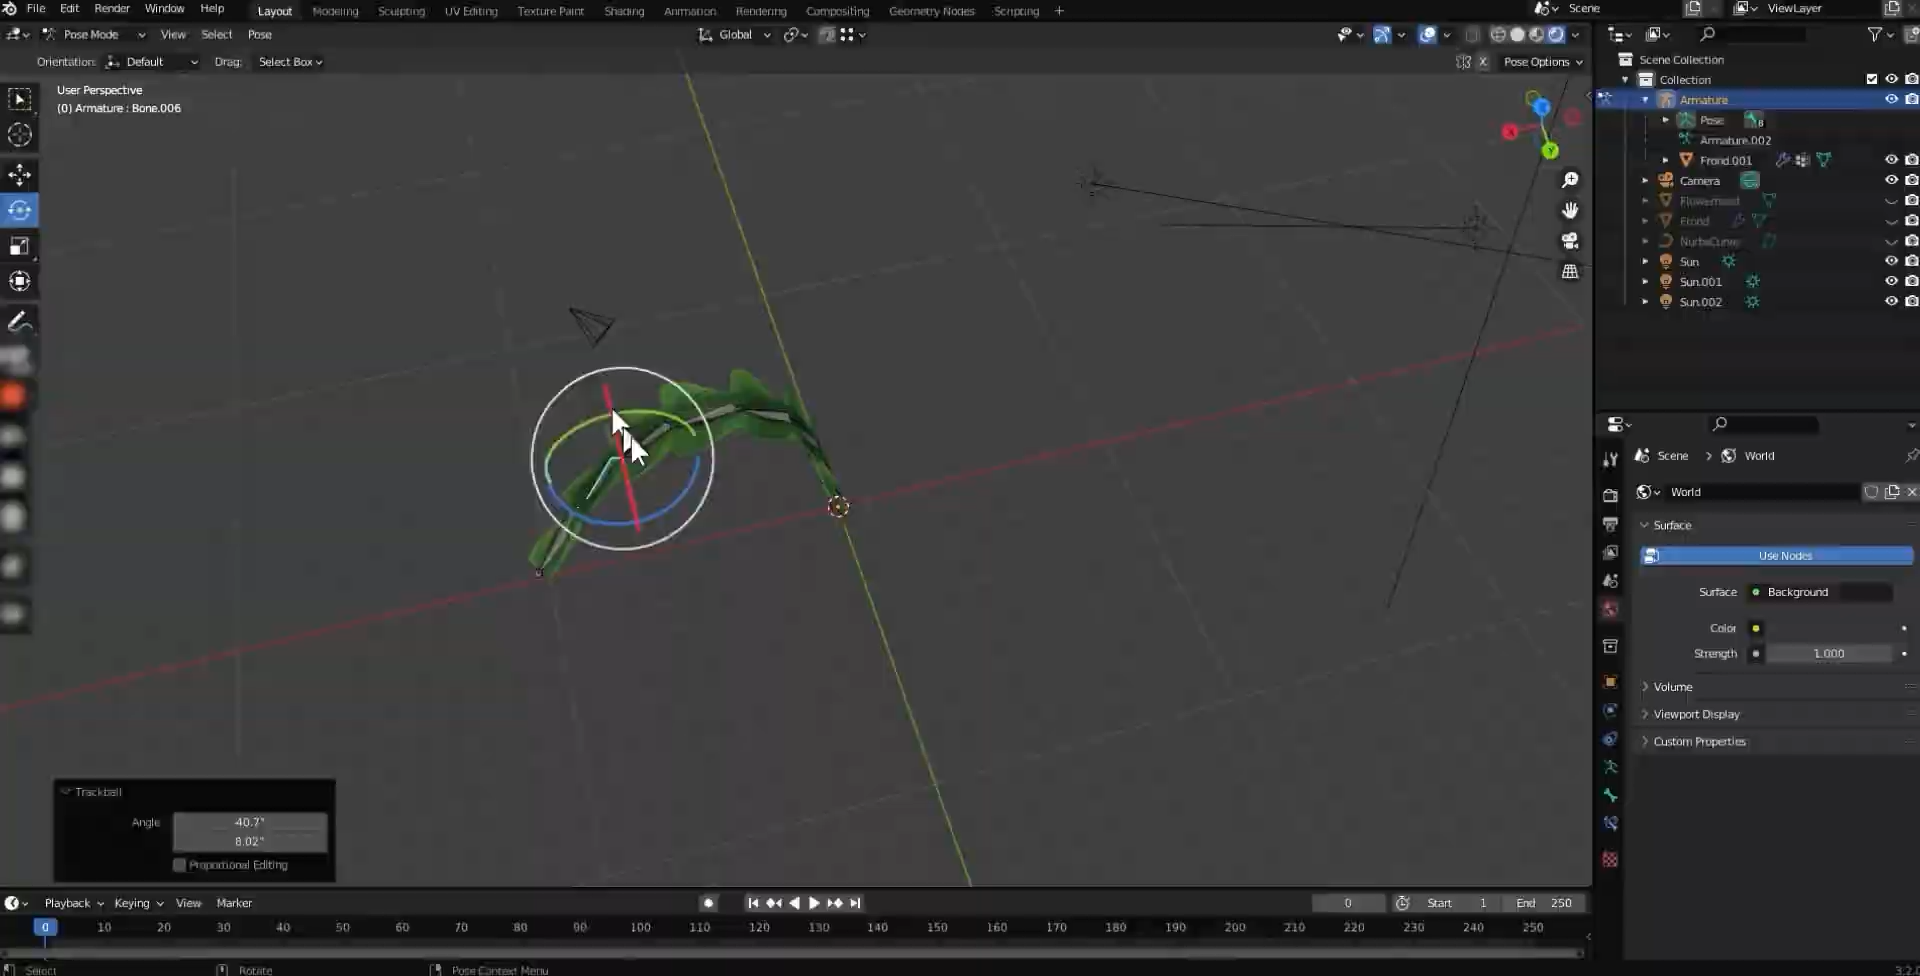 File Edit Render Window Help Layout Modeling Sculpting UV Editing Texture Paint Shading Animation Rendering Compositing Geometry Nodes Scripting + Scene ViewLayer
Pose Mode View Select Pose Global
Orientation: Default Drag: Select Box X Pose Options
User Perspective
(0) Armature : Bone.006
X
Y
Scene Collection
Collection
Armature
Pose
Armature.002
Frond.001
Camera
Frond
NurbsCurve
Sun
Sun.001
Sun.002
Scene > World
World
Surface
Use Nodes
Surface Background
Color
Strength 1.000
Volume
Viewport Display
Custom Properties
Trackball
Angle -40.7°
8.02°
Proportional Editing
Playback Keying View Marker 0 Start 1 End 250
0 10 20 30 40 50 60 70 80 90 100 110 120 130 140 150 160 170 180 190 200 210 220 230 240 250
Select Rotate Pose Context Menu